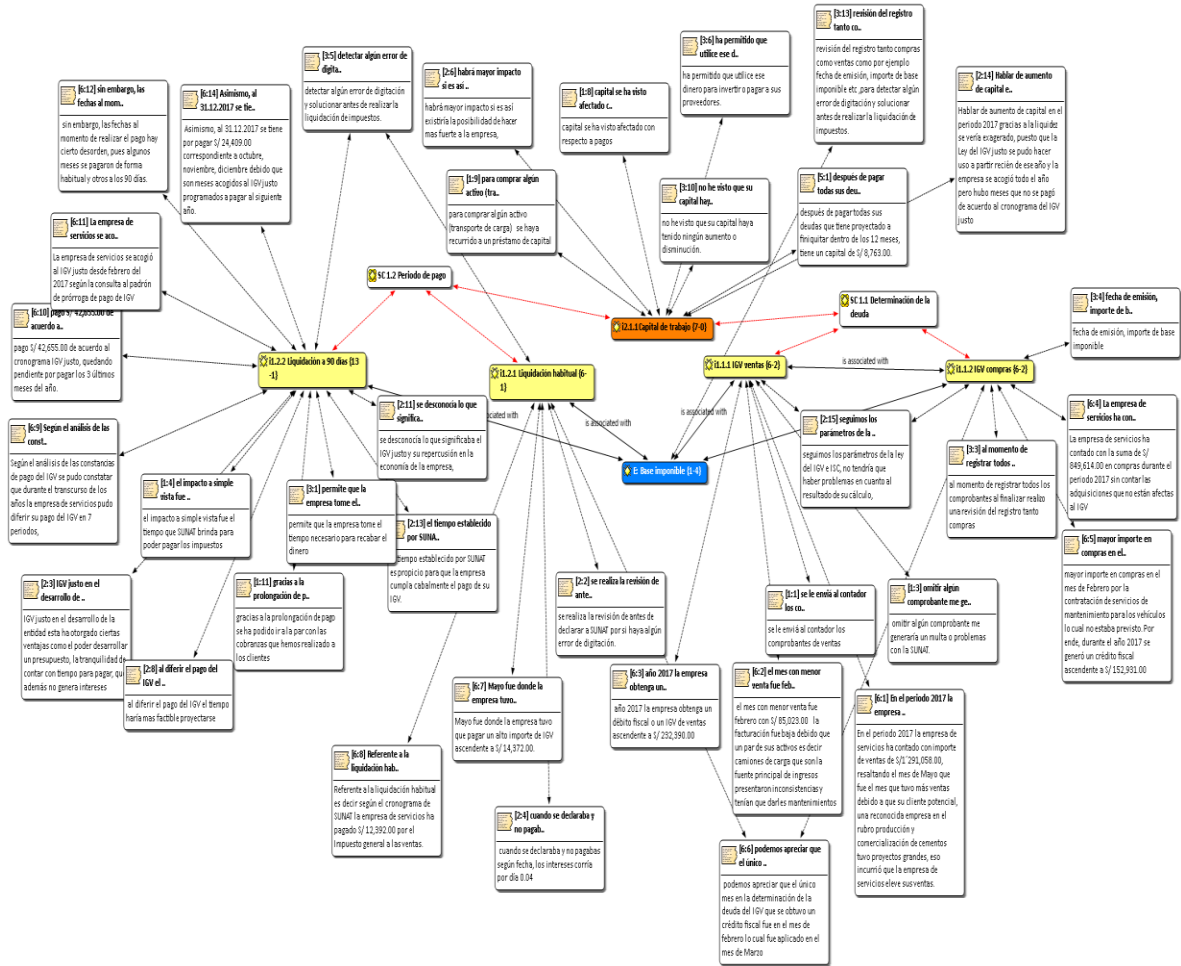 [3:5] detectar algún error de
digita..
detectar algún error de digitación
y solucionar antes de realizar la
liquidación de impuestos.
[2:6] habrá mayor impacto
si es así ..
habrá mayor impacto si es así
existiría la posibilidad de hacer
mas fuerte a la empresa,
[3:6] ha permitido que
utilice ese d..
ha permitido que utilice ese
dinero para invertir o pagar a sus
proveedores.
[3:13] revisión del registro
tanto co..
revisión del registro tanto compras
como ventas como por ejemplo
fecha de emisión, importe de base
imponible etc ,para detectar algún
error de digitación y solucionar
antes de realizar la liquidación de
impuestos.
[2:14] Hablar de aumento
de capital e..
Hablar de aumento de capital en el
periodo 2017 gracias a la liquidez
se vería exagerado, puesto que la
Ley del IGV justo se pudo hacer
uso a partir recién de ese año y la
empresa se acogió todo el año
pero hubo meses que no se pagó
de acuerdo al cronograma del IGV
justo
[6:12] sin embargo, las
fechas al mom..
sin embargo, las fechas al
momento de realizar el pago hay
cierto desorden, pues algunos
meses se pagaron de forma
habitual y otros a los 90 días.
[6:14] Asimismo, al
31.12.2017 se tie..
Asimismo, al 31.12.2017 se tiene
por pagar S/ 24,409.00
correspondiente a octubre,
noviembre, diciembre debido que
son meses acogidos al IGV justo
programados a pagar al siguiente
año.
[1:8] capital se ha visto
afectado c..
capital se ha visto afectado con
respecto a pagos
[1:9] para comprar algún
activo (tra..
para comprar algún activo
(transporte de carga) se haya
recurrido a un préstamo de capital
[3:10] no he visto que su
capital hay..
no he visto que su capital haya
tenido ningún aumento o
disminución.
[5:1] después de pagar
todas sus deu..
después de pagar todas sus
deudas que tiene proyectado a
finiquitar dentro de los 12 meses,
tiene un capital de S/ 8,763.00.
[6:11] La empresa de
servicios se aco..
La empresa de servicios se acogió
al IGV justo desde febrero del
2017 según la consulta al padrón
de prórroga de pago de IGV
SC 1.2 Periodo de pago
SC 1.1 Determinación de la
deuda
[3:4] fecha de emisión,
importe de b..
fecha de emisión, importe de base
imponible
[6:10] pagó S/ 42,655.00 de
acuerdo a..
pago S/ 42,655.00 de acuerdo al
cronograma IGV justo, quedando
pendiente por pagar los 3 últimos
meses del año.
i2.1.1Capital de trabajo {7-0}
i1.2.2 Liquidación a 90 días {13
-1}
i1.2.1 Liquidación habitual {6-
1}
i1.1.1 IGV ventas {6-2}
is associated with
i1.1.2 IGV compras {6-2}
[2:11] se desconocía lo que
significa..
se desconocía lo que significaba el
IGV justo y su repercusión en la
economía de la empresa,
associated with
is associated with
is associated with
E: Base imponible {1-4}
[2:15] seguimos los
parámetros de la ..
seguimos los parámetros de la ley
del IGV e ISC, no tendría que
haber problemas en cuanto al
resultado de su cálculo,
[6:4] La empresa de
servicios ha con..
La empresa de servicios ha
contado con la suma de S/
849,614.00 en compras durante el
periodo 2017 sin contar las
adquisiciones que no están afectas
al IGV
[6:9] Según el análisis de las
const..
Según el análisis de las constancias
de pago del IGV se pudo constatar
que durante el transcurso de los
años la empresa de servicios pudo
diferir su pago del IGV en 7
periodos,
[1:4] el impacto a simple
vista fue ..
el impacto a simple vista fue el
tiempo que SUNAT brinda para
poder pagar los impuestos
[3:1] permite que la
empresa tome el..
permite que la empresa tome el
tiempo necesario para recabar el
dinero
[3:3] al momento de
registrar todos ..
al momento de registrar todos los
comprobantes al finalizar realizo
una revisión del registro tanto
compras
[2:13] el tiempo establecido
por SUNA..
tiempo establecido por SUNAT
es propicio para que la empresa
cumpla cabalmente el pago de su
IGV.
[6:5] mayor importe en
compras en el..
mayor importe en compras en el
mes de Febrero por la
contratación de servicios de
mantenimiento para los vehículos
lo cual no estaba previsto. Por
ende, durante el año 2017 se
generó un crédito fiscal
ascendente a S/ 152,931.00
[2:3] IGV justo en el
desarrollo de ..
IGV justo en el desarrollo de la
entidad esta ha otorgado ciertas
ventajas como el poder desarrollar
un presupuesto, la tranquilidad de
contar con tiempo para pagar, que
además no genera intereses
[1:11] gracias a la
prolongación de p..
gracias a la prolongación de pago
se ha podido ir a la par con las
cobranzas que hemos realizado a
los clientes
[2:2] se realiza la revisión de
ante..
se realiza la revisión de antes de
declarar a SUNAT por si haya algún
error de digitación.
[1:1] se le enviá al contador
los co..
se le enviá al contador los
comprobantes de ventas
[1:3] omitir algún
comprobante me ge..
omitir algún comprobante me
generaría un multa o problemas
con la SUNAT.
[2:8] al diferir el pago del
IGV el ..
al diferir el pago del IGV el tiempo
haría mas factible proyectarse
[6:7] Mayo fue donde la
empresa tuvo..
Mayo fue donde la empresa tuvo
que pagar un alto importe de IGV
ascendente a S/ 14,372.00.
[6:3] año 2017 la empresa
obtenga un..
año 2017 la empresa obtenga un
débito fiscal o un IGV de ventas
ascendente a S/ 232,390.00
[6:2] el mes con menor
venta fue feb..
el mes con menor venta fue
febrero con S/ 85,023.00 la
facturación fue baja debido que
un par de sus activos es decir
camiones de carga que son la
fuente principal de ingresos
presentaron inconsistencias y
tenían que darles mantenimientos
[6:1] En el periodo 2017 la
empresa ..
En el periodo 2017 la empresa de
servicios ha contado con importe
de ventas de S/1´291,058.00,
resaltando el mes de Mayo que
fue el mes que tuvo más ventas
debido a que su cliente potencial,
una reconocida empresa en el
rubro producción y
comercialización de cementos
tuvo proyectos grandes, eso
incurrió que la empresa de
servicios eleve sus ventas.
[6:8] Referente a la
liquidación hab..
Referente a la liquidación habitual
es decir según el cronograma de
SUNAT la empresa de servicios ha
pagado S/ 12,392.00 por el
Impuesto general a las ventas.
[2:4] cuando se declaraba y
no pagab..
cuando se declaraba y no pagabas
según fecha, los intereses corría
por día 0.04
[6:6] podemos apreciar que
el único ..
podemos apreciar que el único
mes en la determinación de la
deuda del IGV que se obtuvo un
crédito fiscal fue en el mes de
febrero lo cual fue aplicado en el
mes de Marzo